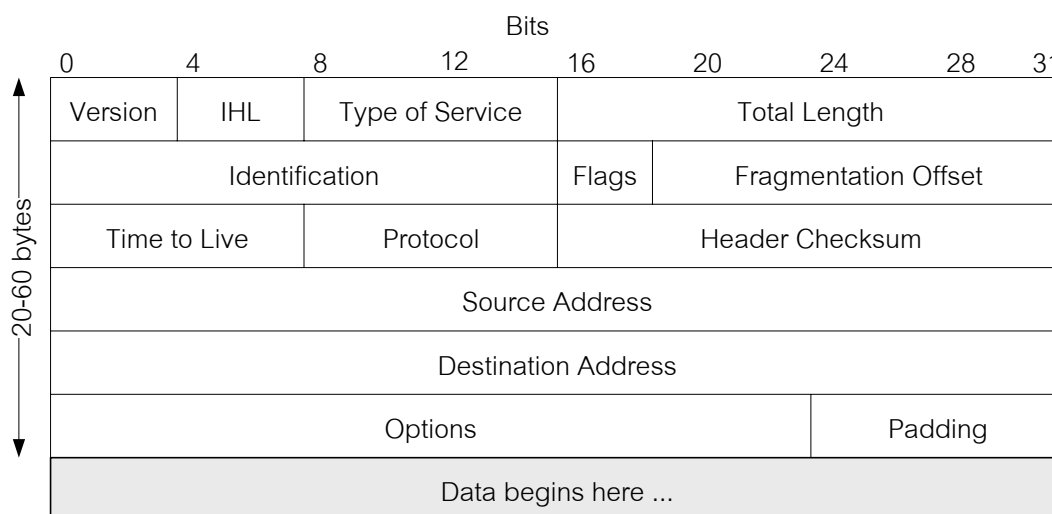 Bits
0 4 8 12 16 20 24 28 31
Version IHL Type of Service Total Length
Identification Flags Fragmentation Offset
Time to Live Protocol Header Checksum
Source Address
Destination Address
Options Padding
Data begins here ...
20-60 bytes